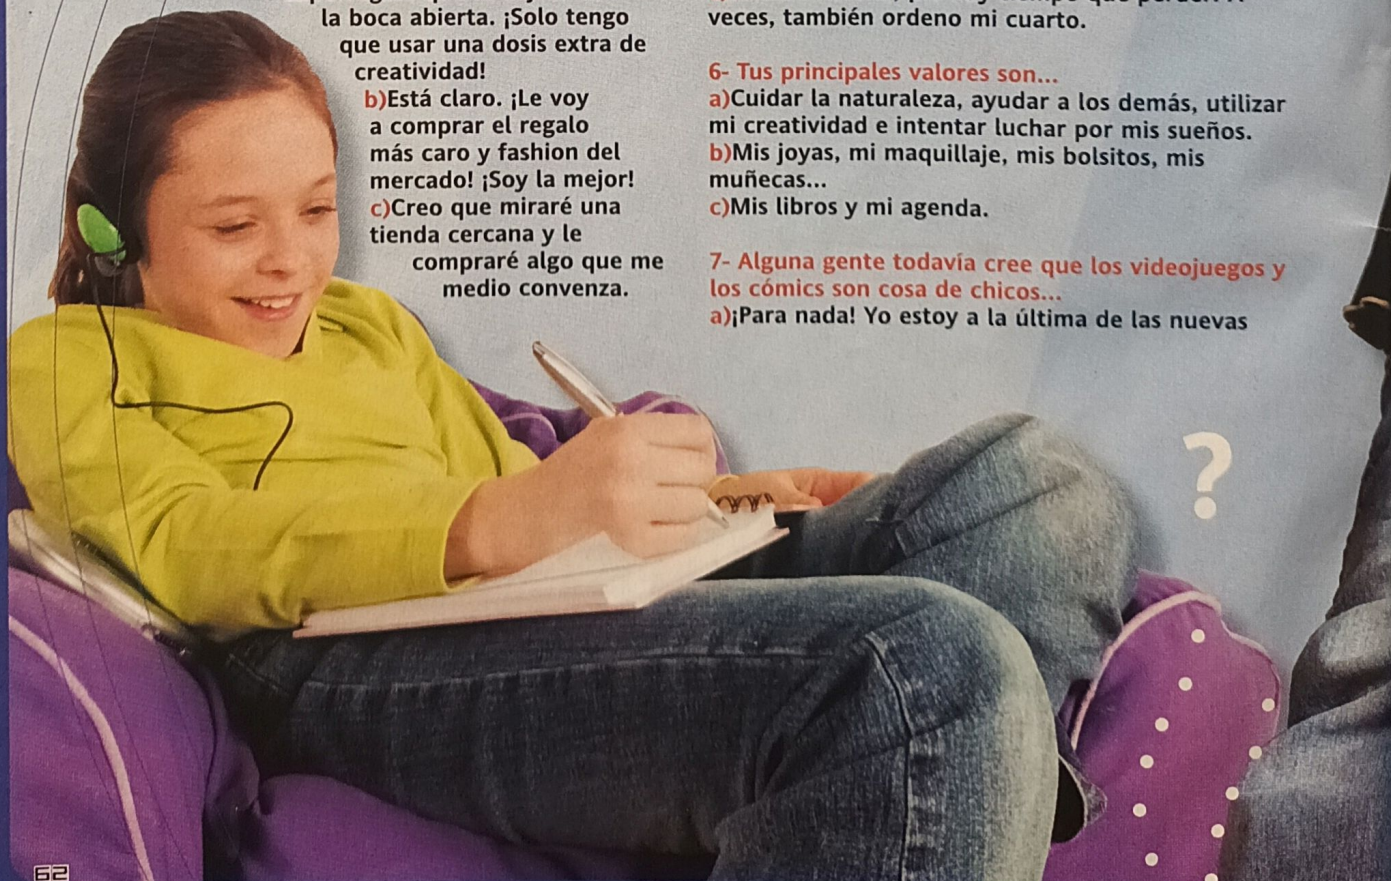 la boca abierta. ¡Solo tengo
que usar una dosis extra de
creatividad!
b)Está claro. ¡Le voy
a comprar el regalo
más caro y fashion del
mercado! ¡Soy la mejor!
c)Creo que miraré una
tienda cercana y le
compraré algo que me
medio convenza.
veces, también ordeno mi cuarto.
6- Tus principales valores son...
a)Cuidar la naturaleza, ayudar a los demás, utilizar
mi creatividad e intentar luchar por mis sueños.
b)Mis joyas, mi maquillaje, mis bolsitos, mis
muñecas...
c)Mis libros y mi agenda.
7- Alguna gente todavía cree que los videojuegos y
los cómics son cosa de chicos...
a)¡Para nada! Yo estoy a la última de las nuevas
?
62